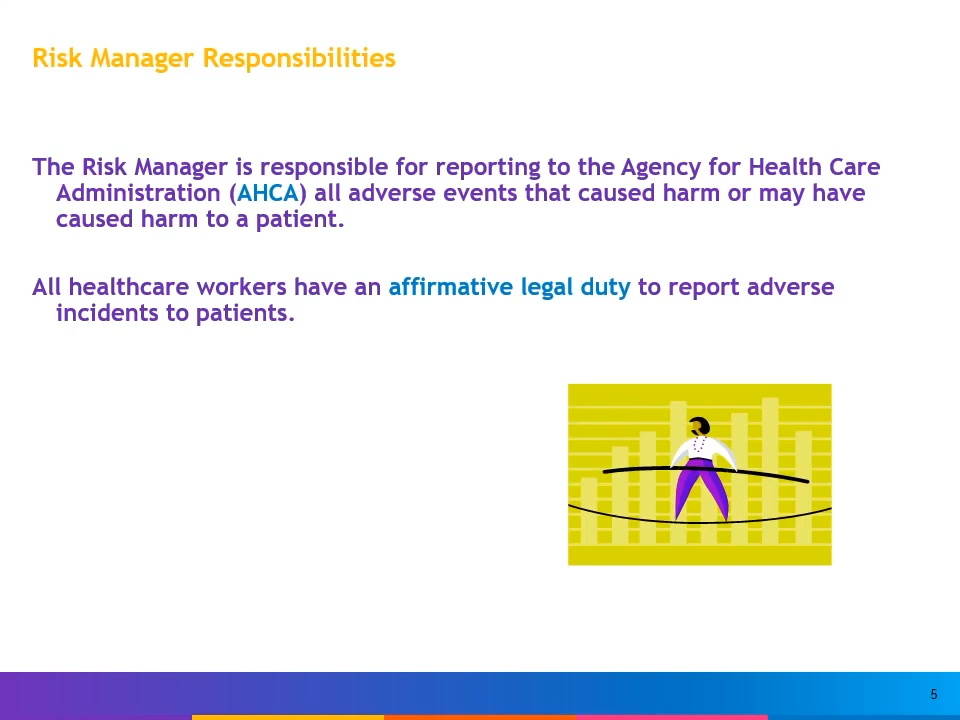 Risk Manager Responsibilities
The Risk Manager is responsible for reporting to the Agency for Health Care
Administration (AHCA) all adverse events that caused harm or may have
caused harm to a patient.
All healthcare workers have an affirmative legal duty to report adverse
incidents to patients.
5